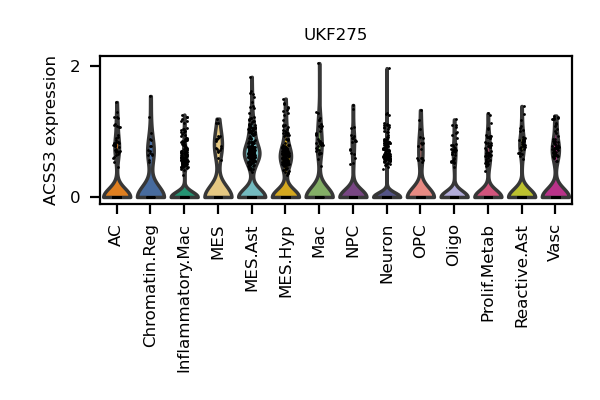 UKF275
ACSS3 expression
2
0
AC
Chromatin.Reg
Inflammatory.Mac
MES
MES.Ast
MES.Hyp
Mac
NPC
Neuron
OPC
Oligo
Prolif.Metab
Reactive.Ast
Vasc